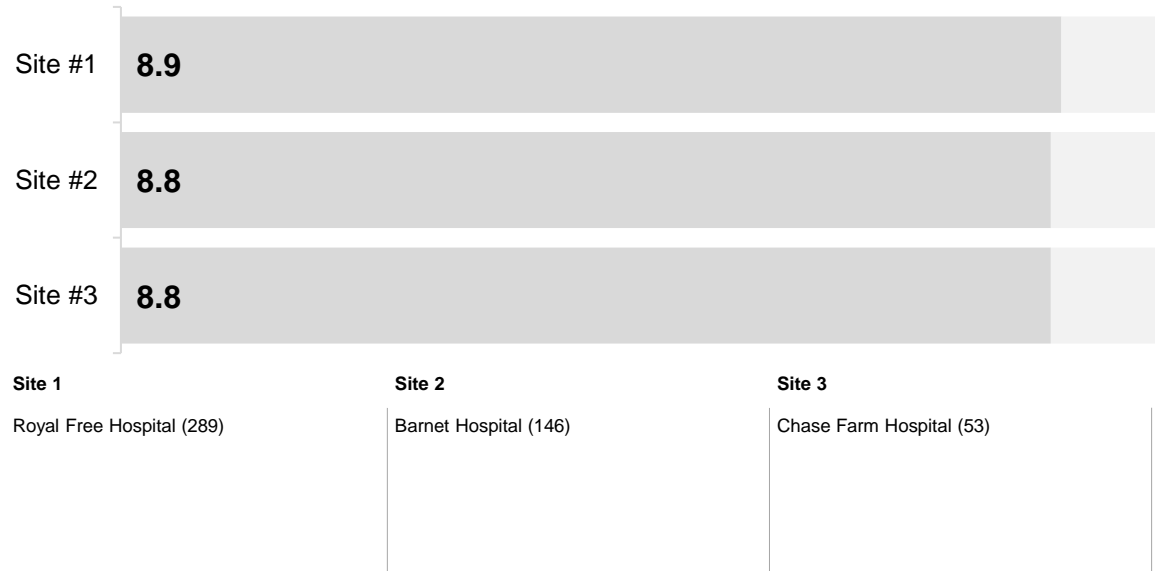 Site #1 8.9
Site #2 8.8
Site #3 8.8
Site 1 Site 2 Site 3
Royal Free Hospital (289) Barnet Hospital (146) Chase Farm Hospital (53)